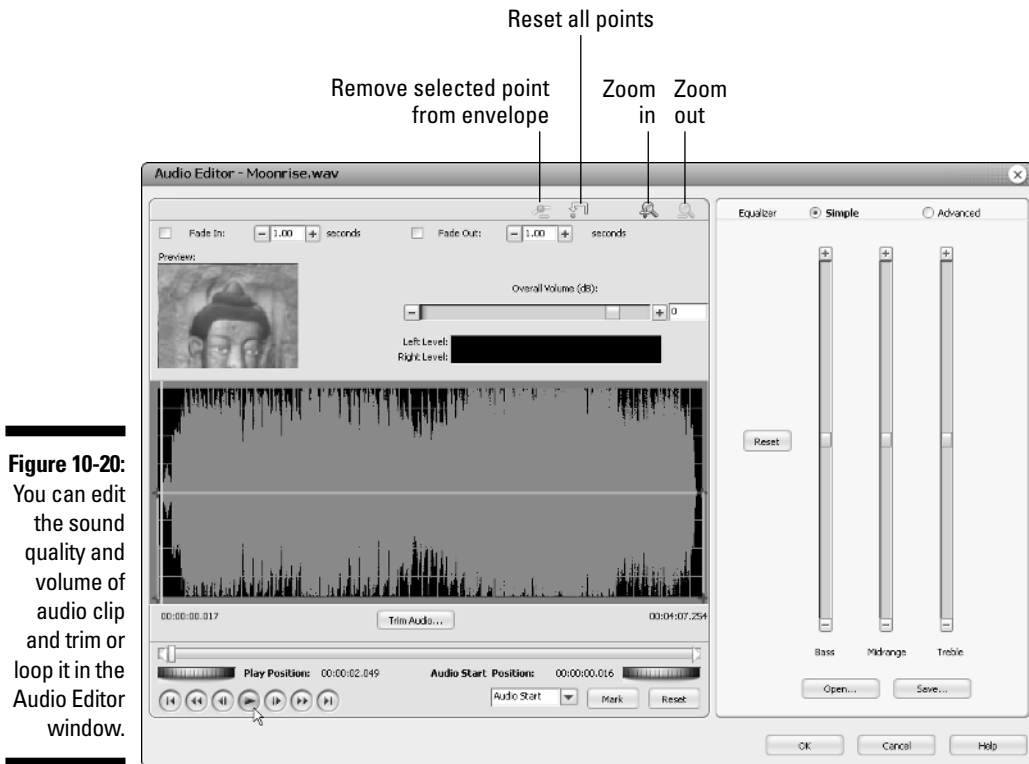 Reset all points
Remove selected point
from envelope
Zoom
in
Zoom
out
Audio Editor - Moonrise.wav
Fade In:
- 1.00 + seconds
Fade Out:
- 1.00 + seconds
Preview:
Overall Volume (dB):
- + 0
Left Level:
Right Level:
00:00:00.017
Trim Audio...
00:04:07.254
Play Position: 00:00:02.049
Audio Start Position: 00:00:00.016
Audio Start
Mark
Reset
Equalizer
Simple
Advanced
+ + +
Reset
- - -
Bass
Midrange
Treble
Open...
Save...
OK
Cancel
Help
Figure 10-20:
You can edit
the sound
quality and
volume of
audio clip
and trim or
loop it in the
Audio Editor
window.